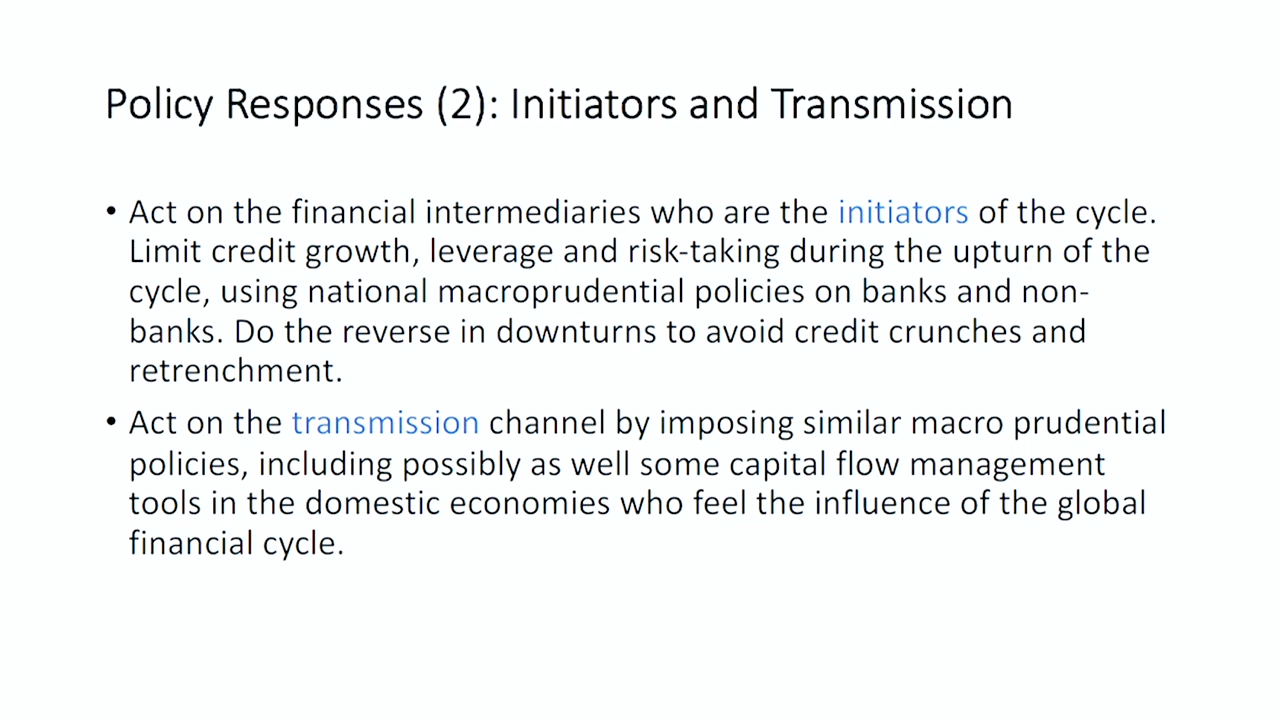 Policy Responses (2): Initiators and Transmission
• Act on the financial intermediaries who are the initiators of the cycle.
Limit credit growth, leverage and risk-taking during the upturn of the
cycle, using national macroprudential policies on banks and non-
banks. Do the reverse in downturns to avoid credit crunches and
retrenchment.
• Act on the transmission channel by imposing similar macro prudential
policies, including possibly as well some capital flow management
tools in the domestic economies who feel the influence of the global
financial cycle.